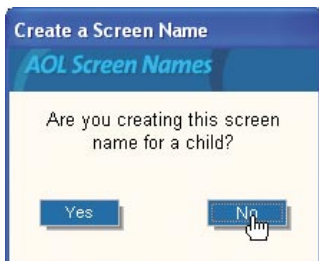 Create a Screen Name
AOL Screen Names
Are you creating this screen
name for a child?
Yes
No